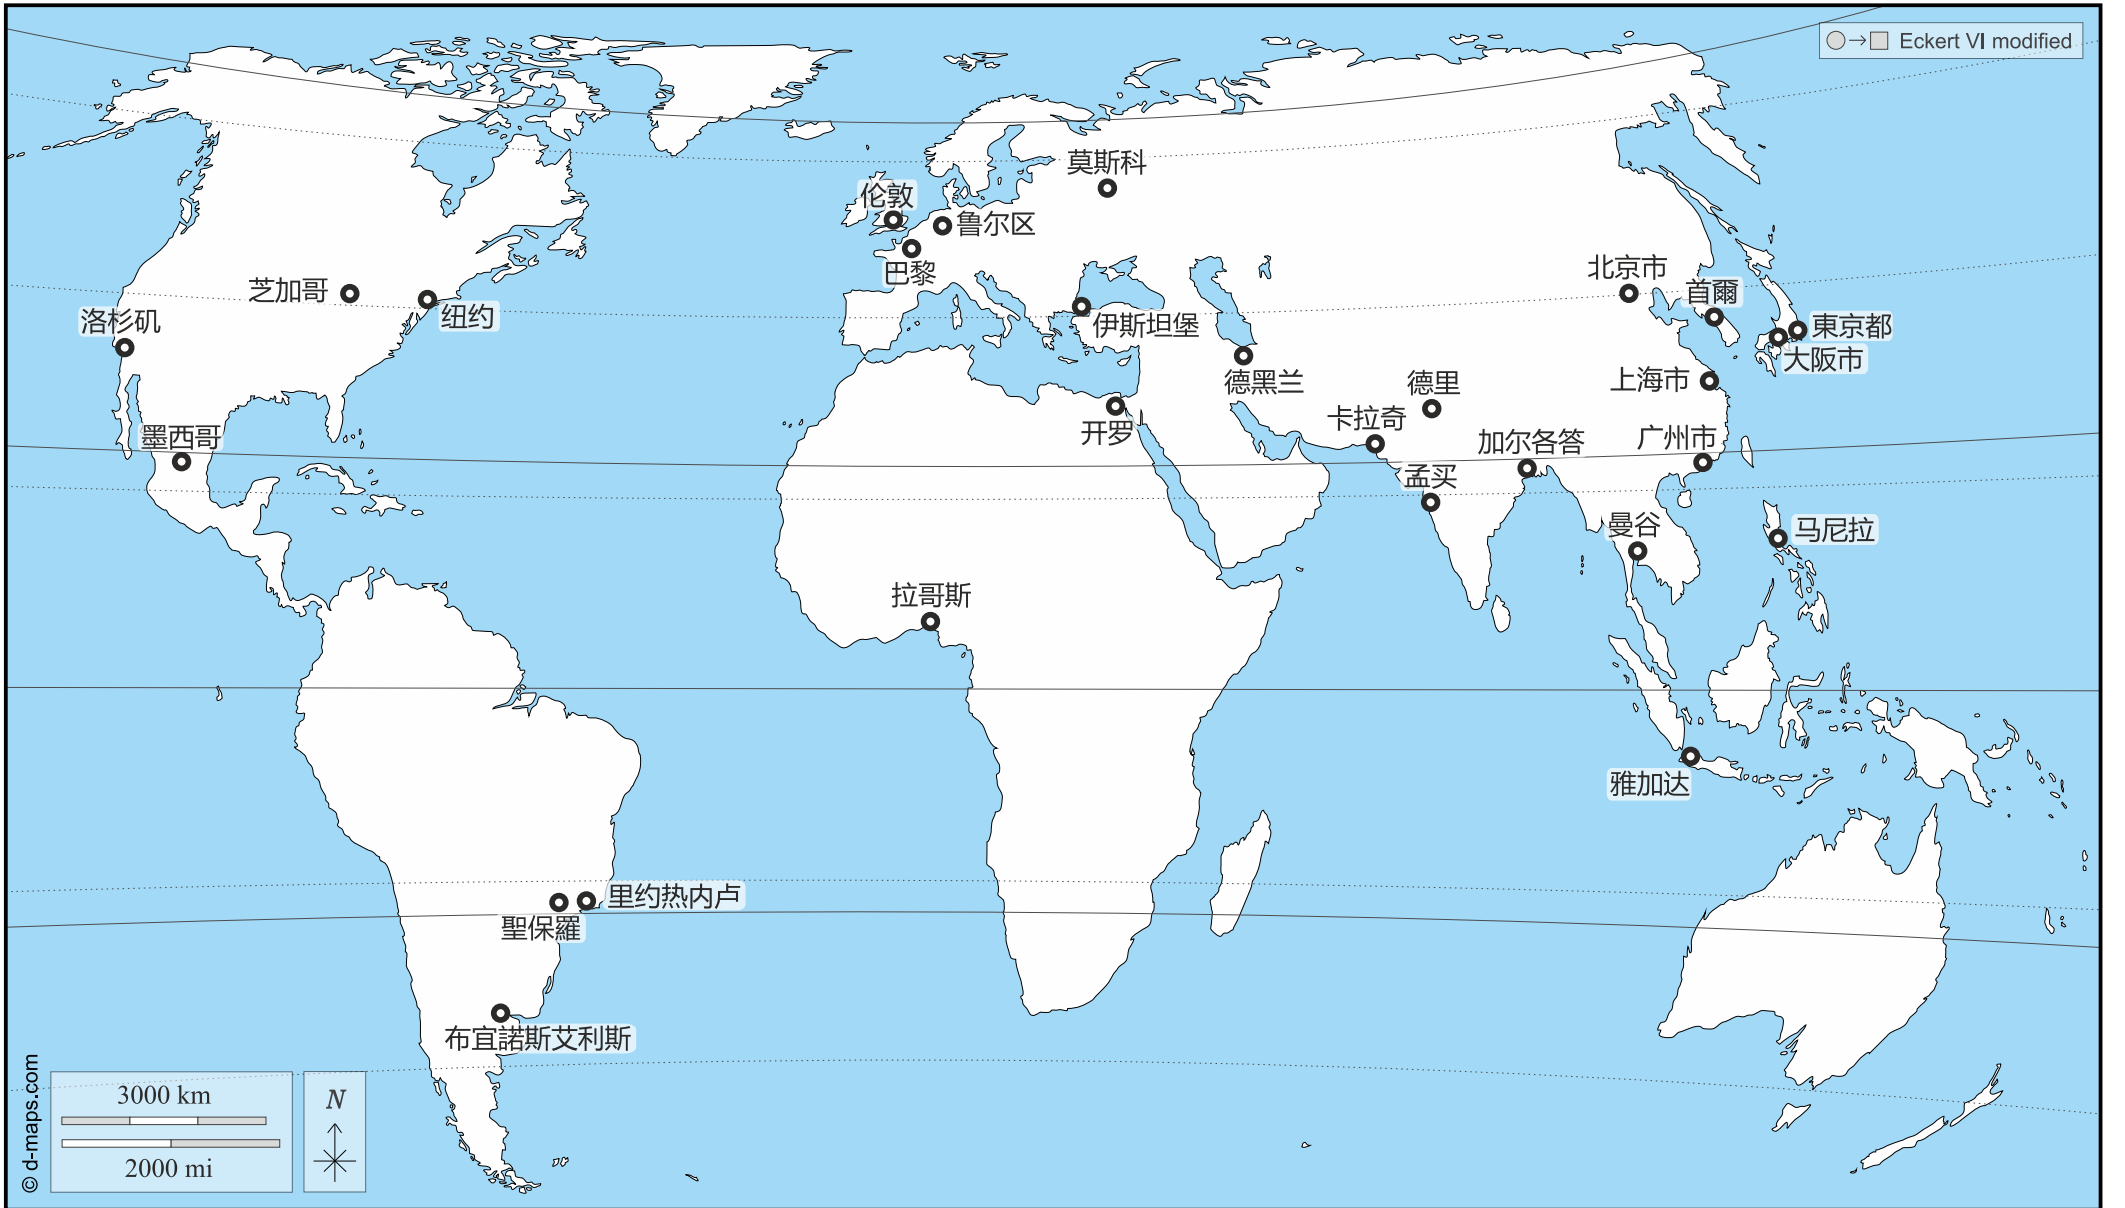 ○→□ Eckert VI modified
莫斯科
伦敦
鲁尔区
巴黎
北京市
芝加哥
首爾
纽约
洛杉矶
伊斯坦堡
東京都
大阪市
德黑兰
德里
上海市
卡拉奇
开罗
墨西哥
加尔各答
广州市
孟买
曼谷
马尼拉
拉哥斯
雅加达
里约热内卢
聖保羅
布宜諾斯艾利斯
3000 km
2000 mi
N
© d-maps.com